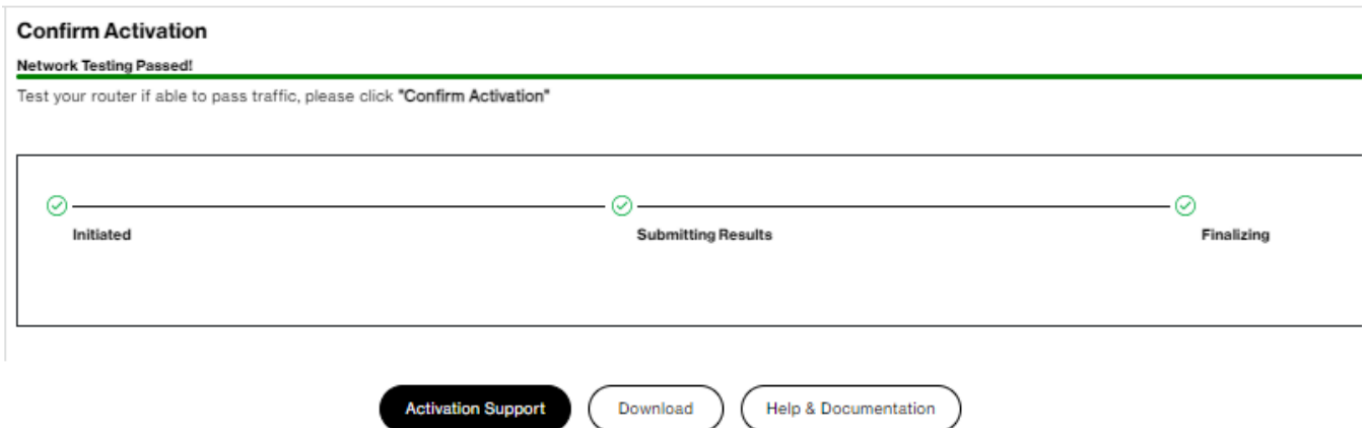 Confirm Activation
Network Testing Passed!
Test your router if able to pass traffic, please click "Confirm Activation"
Initiated
Submitting Results
Finalizing
Activation Support
Download
Help & Documentation